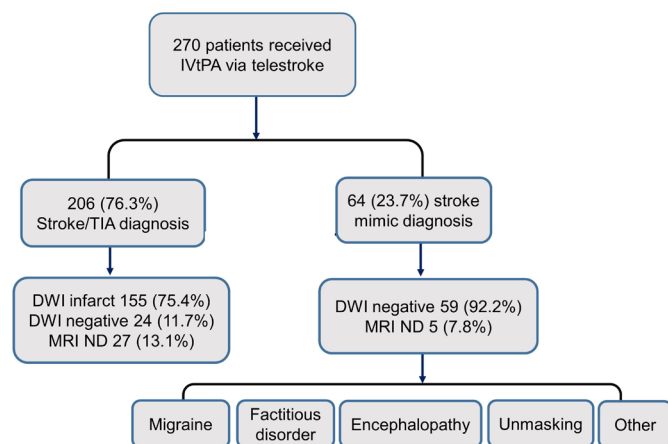 270 patients received
IVtPA via telestroke
206 (76.3%)
Stroke/TIA diagnosis
64 (23.7%) stroke
mimic diagnosis
DWI infarct 155 (75.4%)
DWI negative 24 (11.7%)
MRI ND 27 (13.1%)
DWI negative 59 (92.2%)
MRI ND 5 (7.8%)
Migraine
Factitious
disorder
Encephalopathy
Unmasking
Other